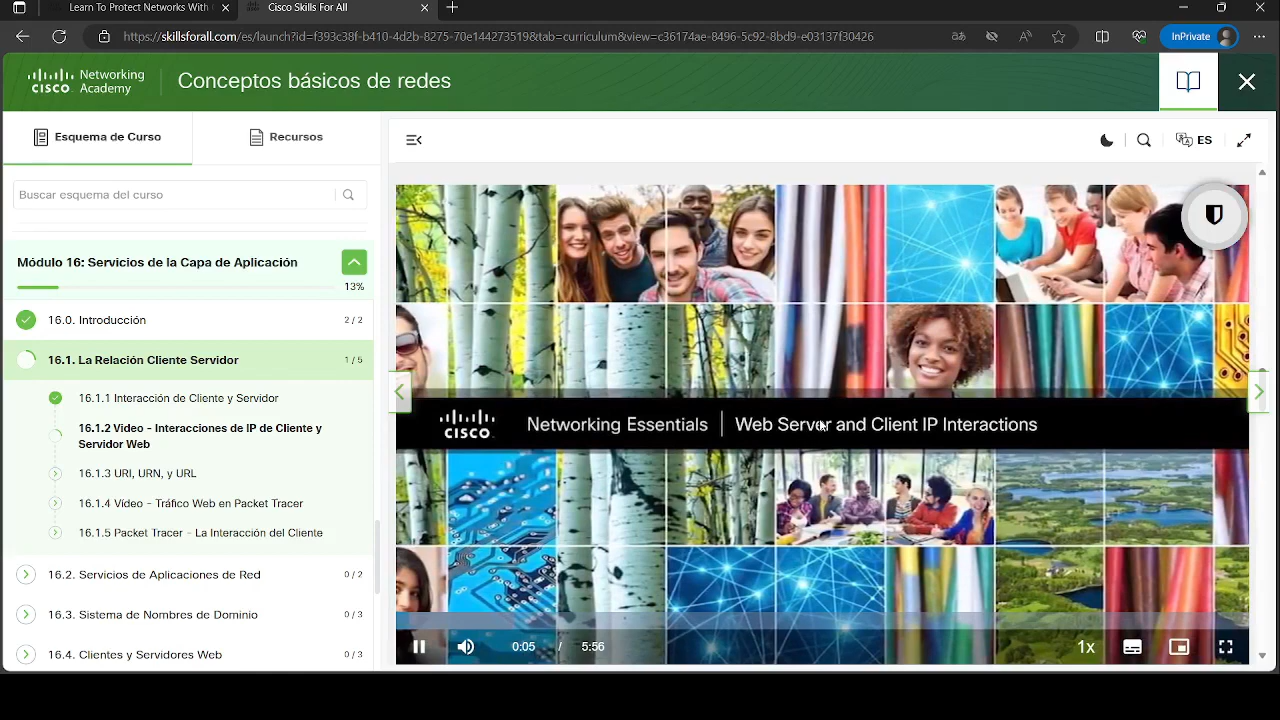 Learn To Protect Networks With
Cisco Skills For All
https://skillsforall.com/es/launch?id=f393c38f-b410-4d2b-8275-70e144273519&tab=curriculum&view=c36174ae-8496-5c92-8bd9-e03137f30426
InPrivate
CISCO Networking Academy
Conceptos básicos de redes
Esquema de Curso
Recursos
ES
Buscar esquema del curso
Módulo 16: Servicios de la Capa de Aplicación
13%
16.0. Introducción 2 / 2
16.1. La Relación Cliente Servidor 1 / 5
16.1.1 Interacción de Cliente y Servidor
16.1.2 Video - Interacciones de IP de Cliente y
Servidor Web
16.1.3 URI, URN, y URL
16.1.4 Vídeo - Tráfico Web en Packet Tracer
16.1.5 Packet Tracer - La Interacción del Cliente
16.2. Servicios de Aplicaciones de Red 0 / 2
16.3. Sistema de Nombres de Dominio 0 / 3
16.4. Clientes y Servidores Web 0 / 3
CISCO Networking Essentials | Web Server and Client IP Interactions
0:05 / 5:56
1x